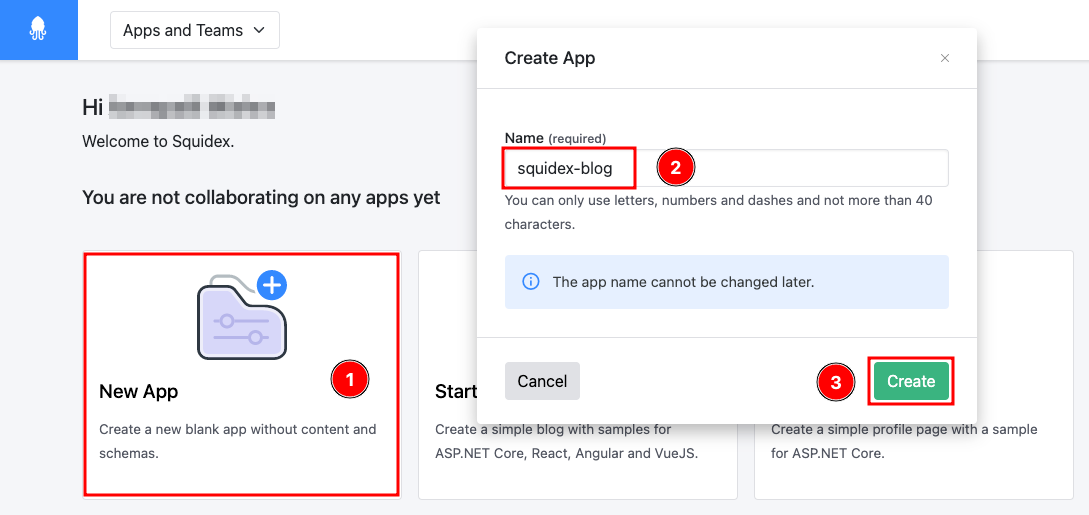 Apps and Teams
Create App
Hi
Welcome to Squidex.
Name (required)
squidex-blog
2
You are not collaborating on any apps yet
You can only use letters, numbers and dashes and not more than 40
characters.
The app name cannot be changed later.
Cancel
3
Create
New App
1
Create a new blank app without content and
schemas.
Start
Create a simple blog with samples for
ASP.NET Core, React, Angular and VueJS.
Create a simple profile page with a sample
for ASP.NET Core.